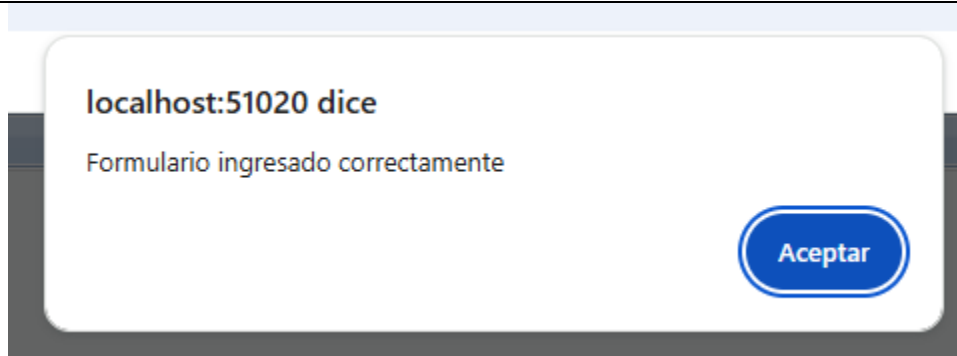 localhost:51020 dice
Formulario ingresado correctamente
Aceptar